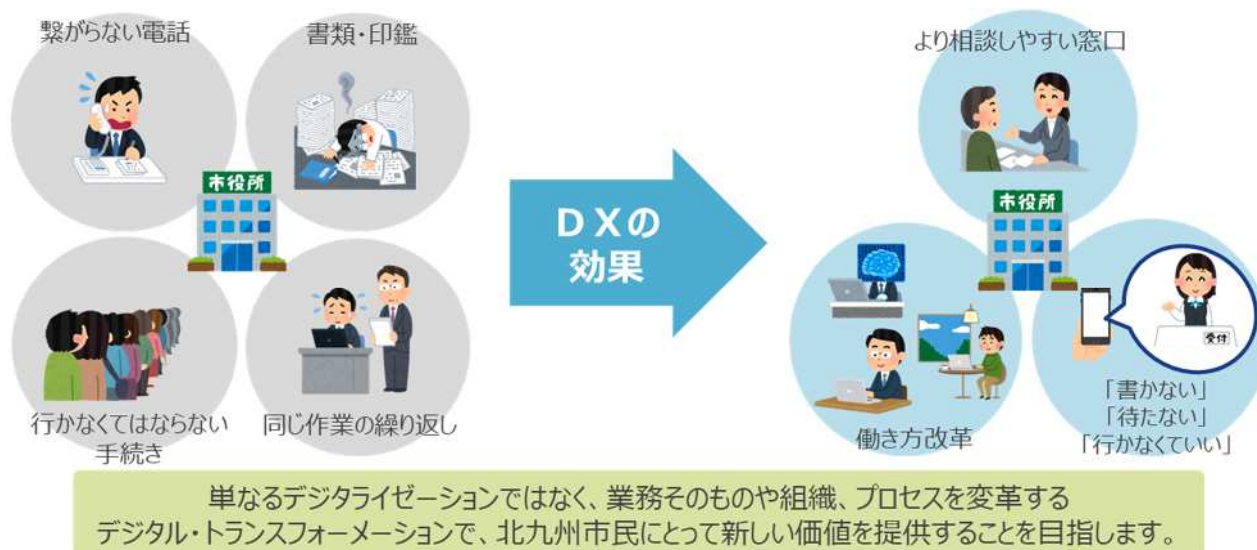 繋がらない電話
書類・印鑑
市役所
行かなくてはならない
手続き
同じ作業の繰り返し
DXの
効果
より相談しやすい窓口
市役所
働き方改革
受付
「書かない」
「待たない」
「行かなくていい」
単なるデジタライゼーションではなく、業務そのものや組織、プロセスを変革する
デジタル・トランスフォーメーションで、北九州市民にとって新しい価値を提供することを目指します。